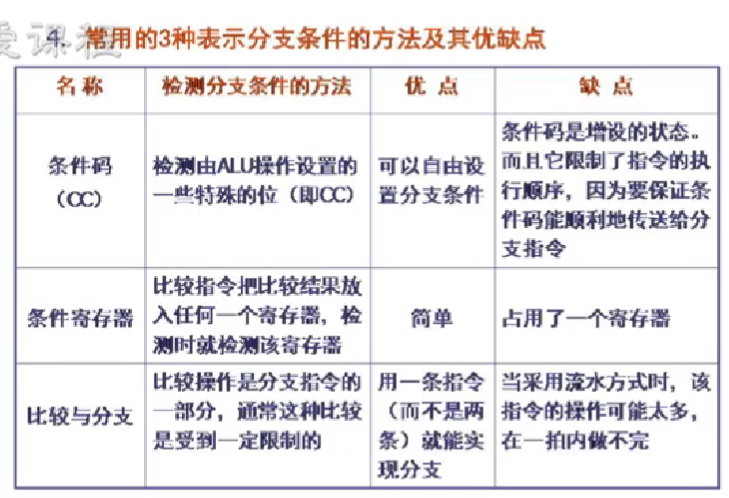 爱课程
4. 常用的3种表示分支条件的方法及其优缺点
名称 检测分支条件的方法 优点 缺点
条件码
（CC）
检测由ALU操作设置的
一些特殊的位（即CC）
可以自由设
置分支条件
条件码是增设的状态。
而且它限制了指令的执
行顺序，因为要保证条
件码能顺利地传送给分
支指令
条件寄存器
比较指令把比较结果放
入任何一个寄存器，检
测时就检测该寄存器
简单
占用了一个寄存器
比较与分支
比较操作是分支指令的
一部分，通常这种比较
是受到一定限制的
用一条指令
（而不是两
条）就能实
现分支
当采用流水方式时，该
指令的操作可能太多，
在一拍内做不完